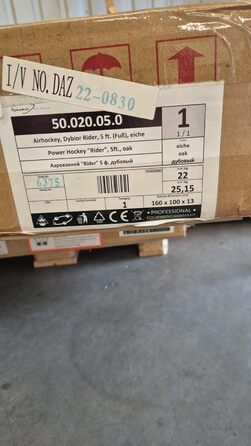 I/V NO. DAZ 22-0830
50.020.05.0
1
1 / 1
Airhockey, Dybior Rider, 5 ft. (Fuß), eiche
eiche
Power Hockey "Rider", 5ft., oak
oak
Аэрохоккей "Rider" 5 ф, дубовый
дубовый
6375
22
25,15
1
160 x 100 x 13
PROFESSIONAL